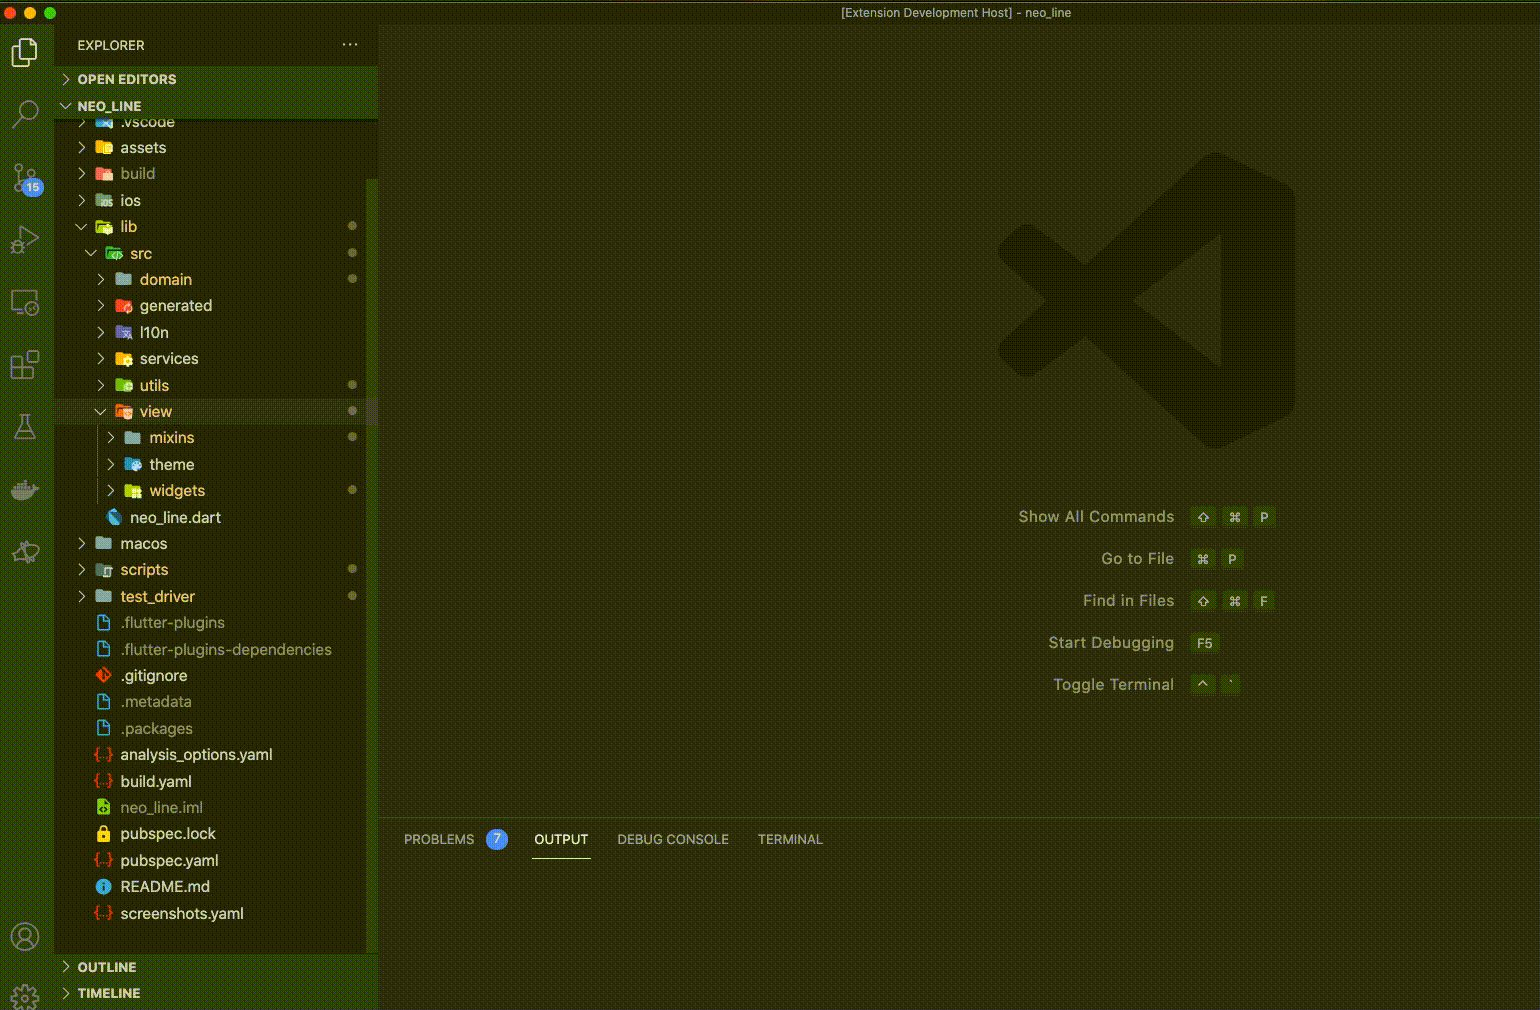 [Extension Development Host] - neo_line
EXPLORER
OPEN EDITORS
NEO_LINE
.vscode
assets
build
ios
lib
src
domain
generated
l10n
services
utils
view
mixins
theme
widgets
neo_line.dart
macos
scripts
test_driver
.flutter-plugins
.flutter-plugins-dependencies
.gitignore
.metadata
.packages
analysis_options.yaml
build.yaml
neo_line.iml
pubspec.lock
pubspec.yaml
README.md
screenshots.yaml
OUTLINE
TIMELINE
15
Show All Commands ⇧ ⌘ P
Go to File ⌘ P
Find in Files ⇧ ⌘ F
Start Debugging F5
Toggle Terminal ^ `
PROBLEMS 7 OUTPUT DEBUG CONSOLE TERMINAL